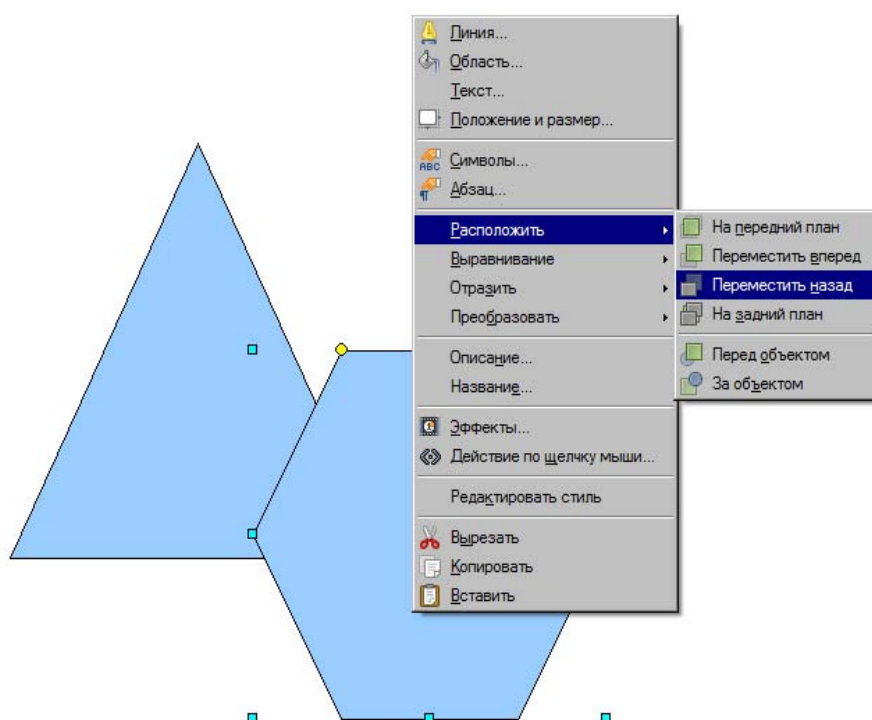 Линия...
Область...
Текст...
Положение и размер...
ABC Символы...
¶ Абзац...
Расположить
Выравнивание
Отразить
Преобразовать
Описание...
Название...
Эффекты...
Действие по щелчку мыши...
Редактировать стиль
Вырезать
Копировать
Вставить
На передний план
Переместить вперед
Переместить назад
На задний план
Перед объектом
За объектом